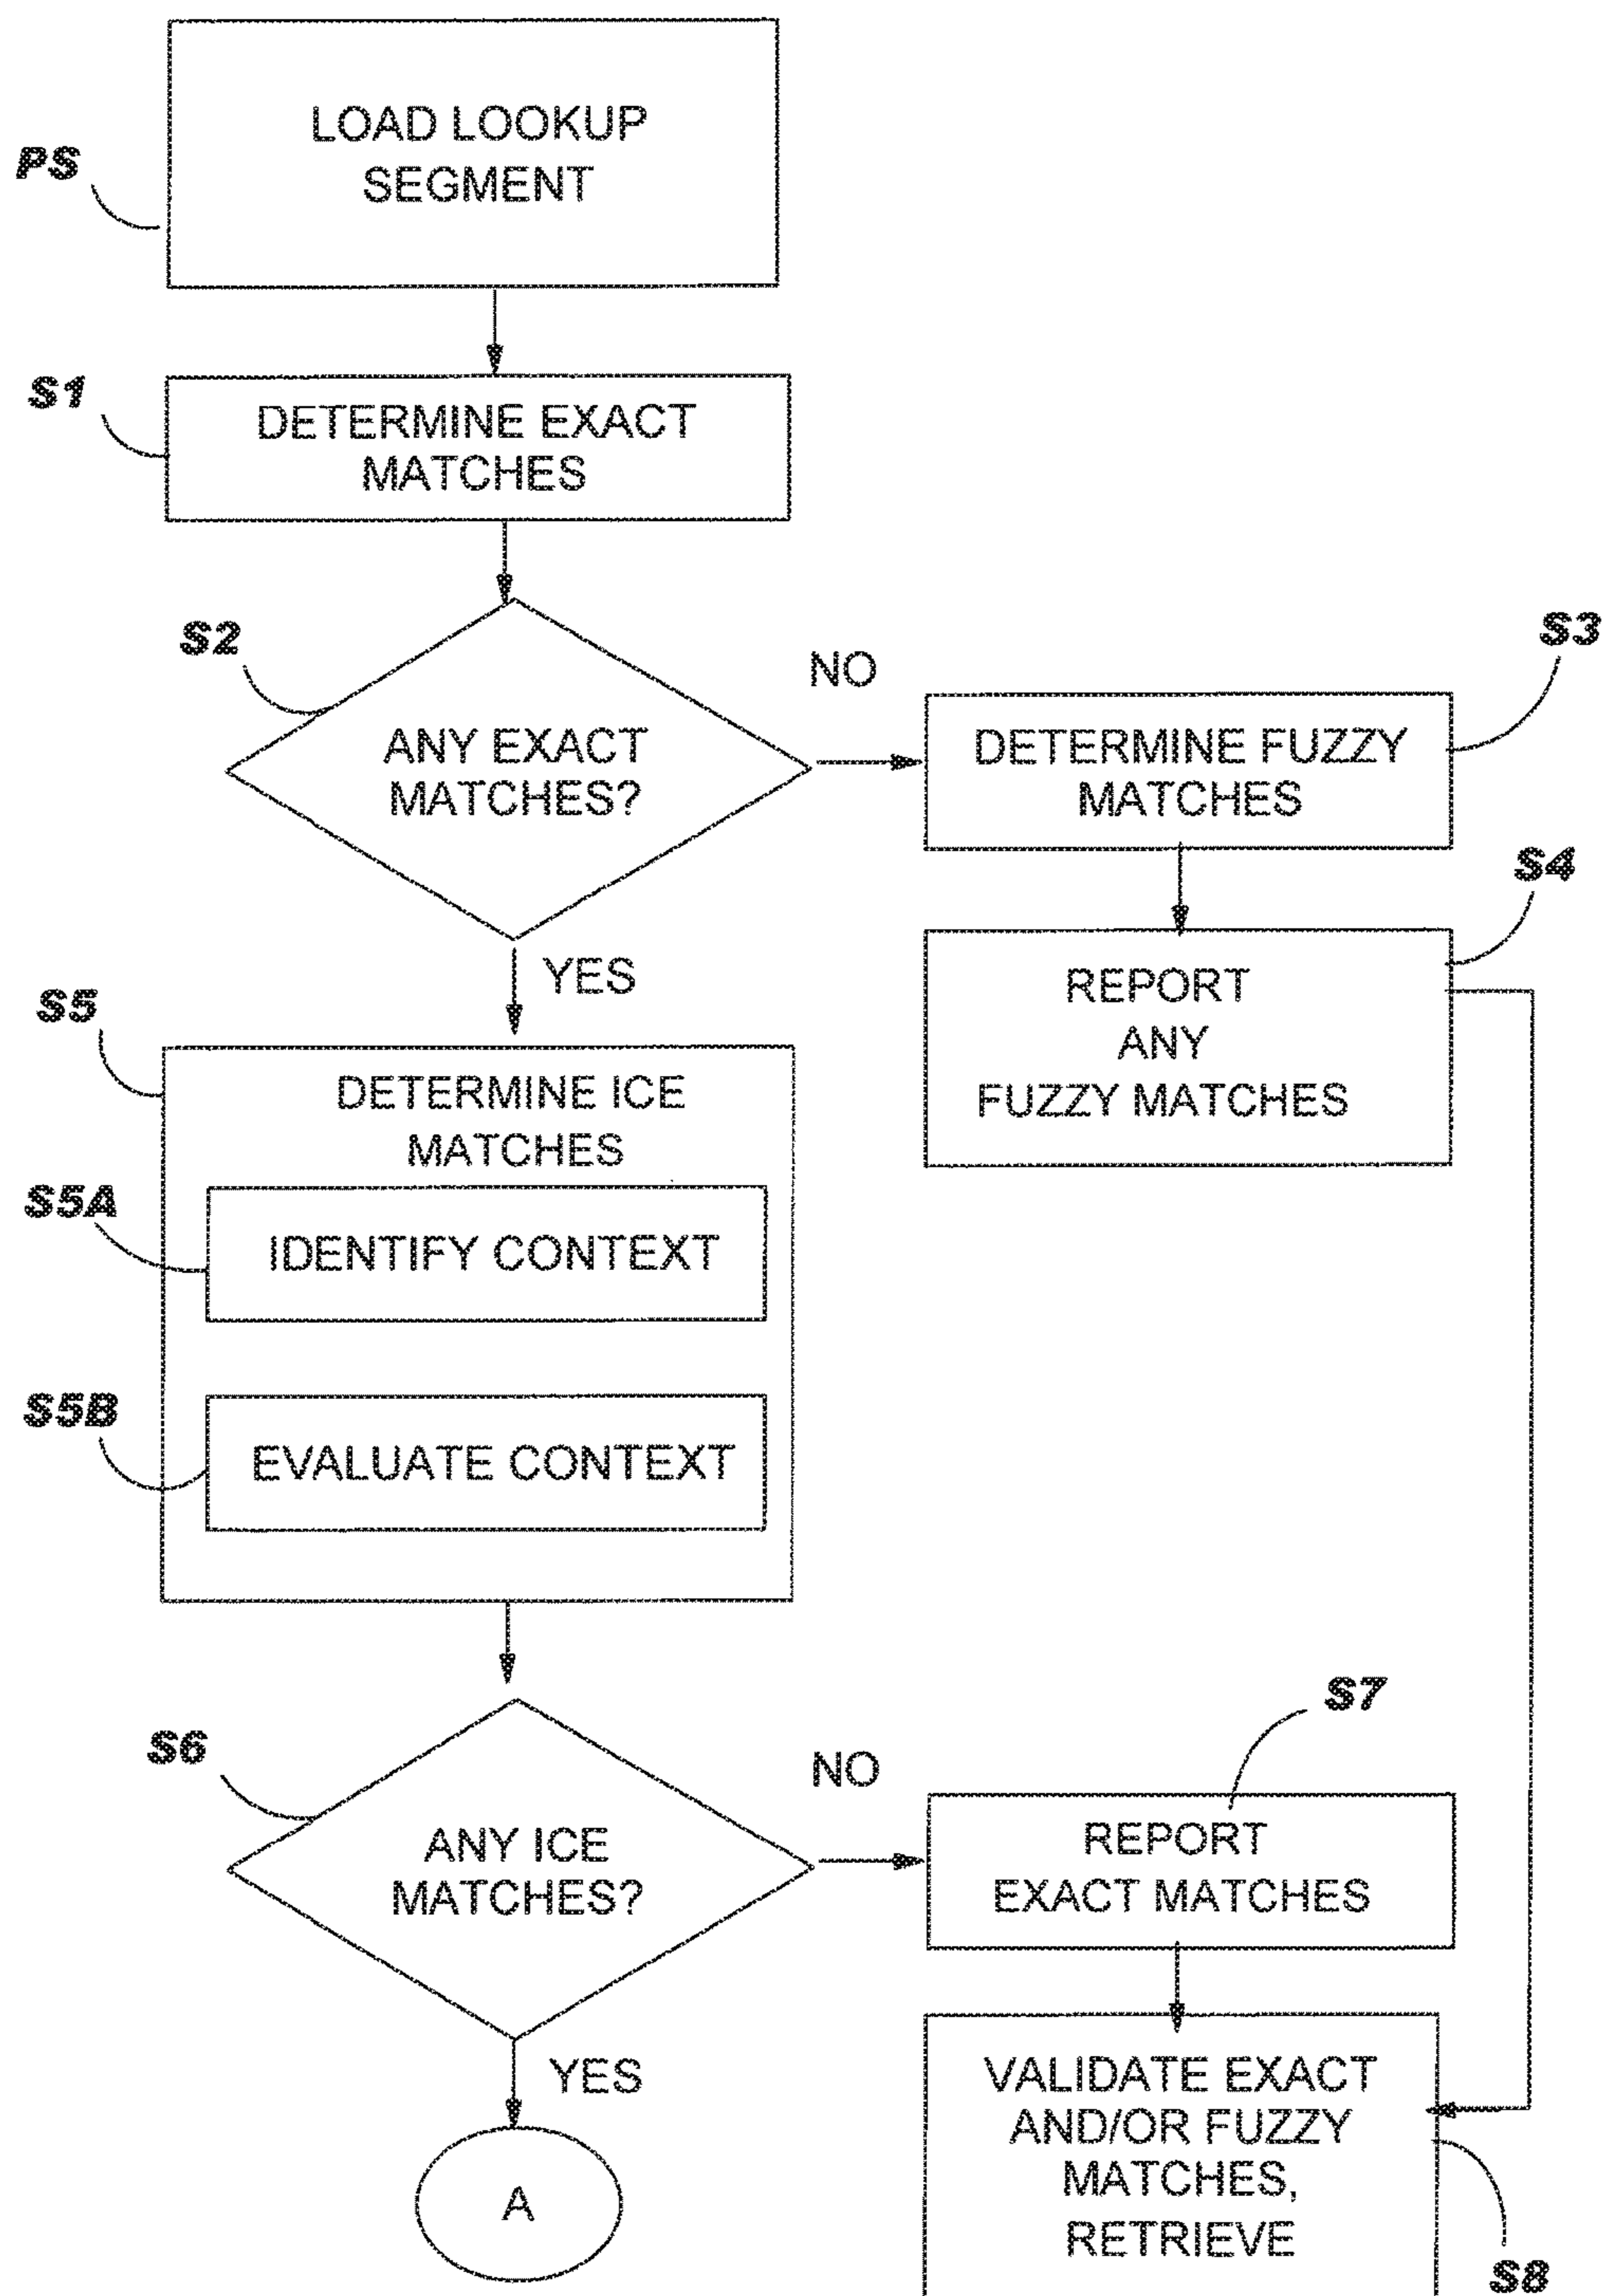 LOAD LOOKUP
SEGMENT
PS
S1
DETERMINE EXACT
MATCHES
S2
ANY EXACT
MATCHES?
NO
S3
DETERMINE FUZZY
MATCHES
S4
REPORT
ANY
FUZZY MATCHES
YES
S5
DETERMINE ICE
MATCHES
S5A
IDENTIFY CONTEXT
S5B
EVALUATE CONTEXT
S6
ANY ICE
MATCHES?
NO
S7
REPORT
EXACT MATCHES
YES
A
VALIDATE EXACT
AND/OR FUZZY
MATCHES,
RETRIEVE
S8